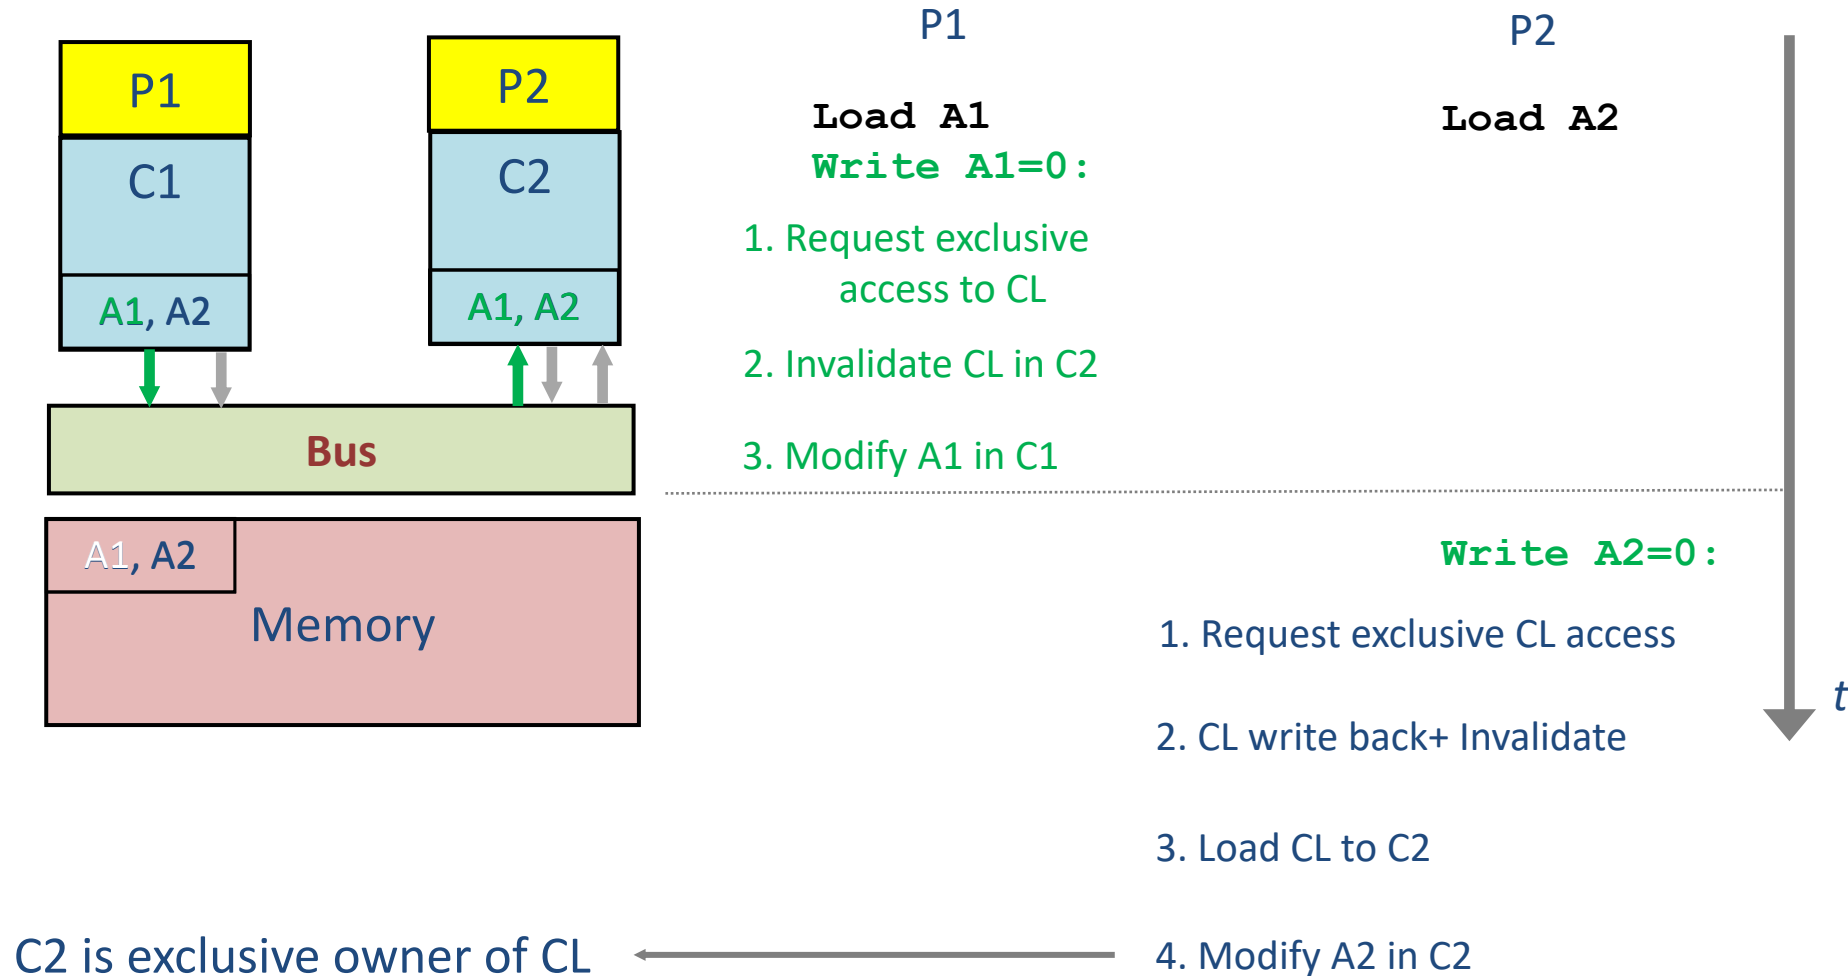 P1
P2
C1
C2
A1, A2
A1, A2
Bus
A1, A2
Memory
P1
P2
Load A1
Load A2
Write A1=0:
1. Request exclusive
access to CL
2. Invalidate CL in C2
3. Modify A1 in C1
Write A2=0:
1. Request exclusive CL access
t
2. CL write back+ Invalidate
3. Load CL to C2
4. Modify A2 in C2
C2 is exclusive owner of CL